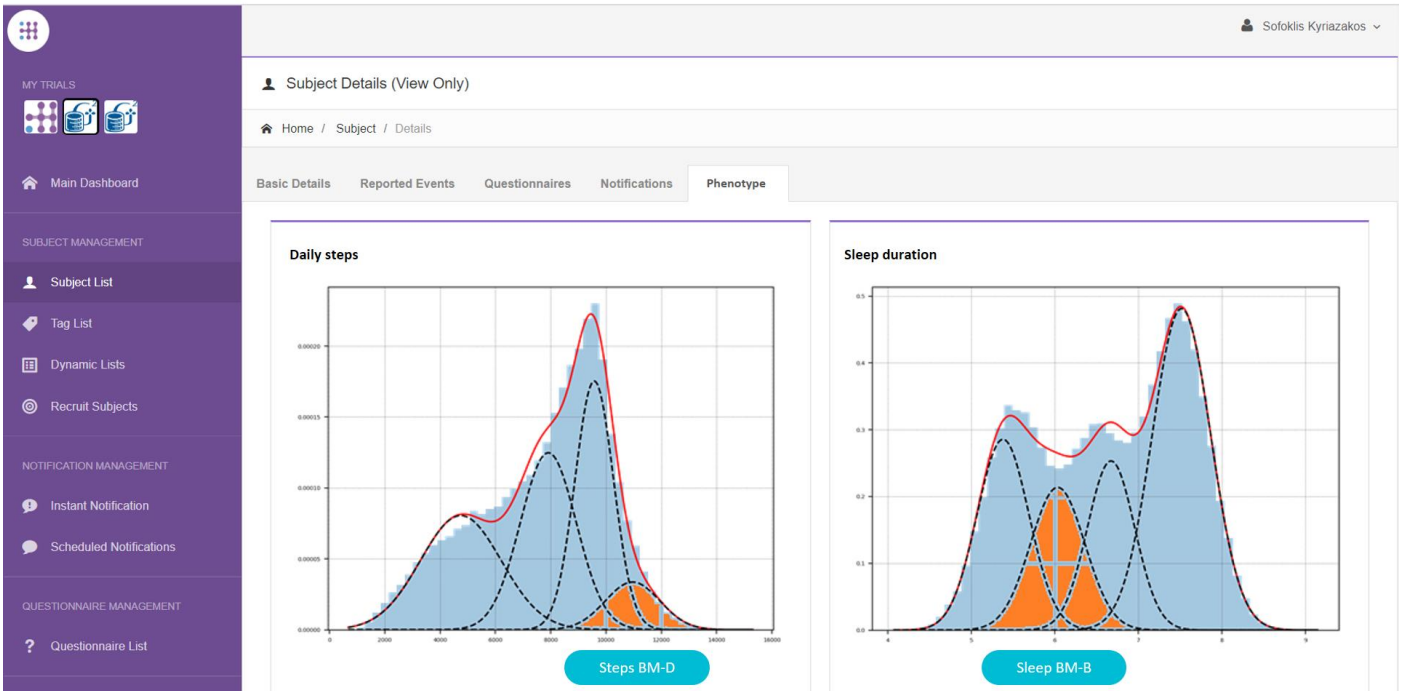 Sofoklis Kyriazakos
MY TRIALS
Subject Details (View Only)
Home / Subject / Details
Main Dashboard
Basic Details Reported Events Questionnaires Notifications Phenotype
SUBJECT MANAGEMENT
Subject List
Tag List
Dynamic Lists
Recruit Subjects
NOTIFICATION MANAGEMENT
Instant Notification
Scheduled Notifications
QUESTIONNAIRE MANAGEMENT
? Questionnaire List
Daily steps
0.00020
0.00015
0.00010
0.00005
0.00000
0 2000 4000 6000 8000 10000 12000 14000 16000
Steps BM-D
Sleep duration
0.5
0.4
0.3
0.2
0.1
0.0
4 5 6 7 8 9
Sleep BM-B